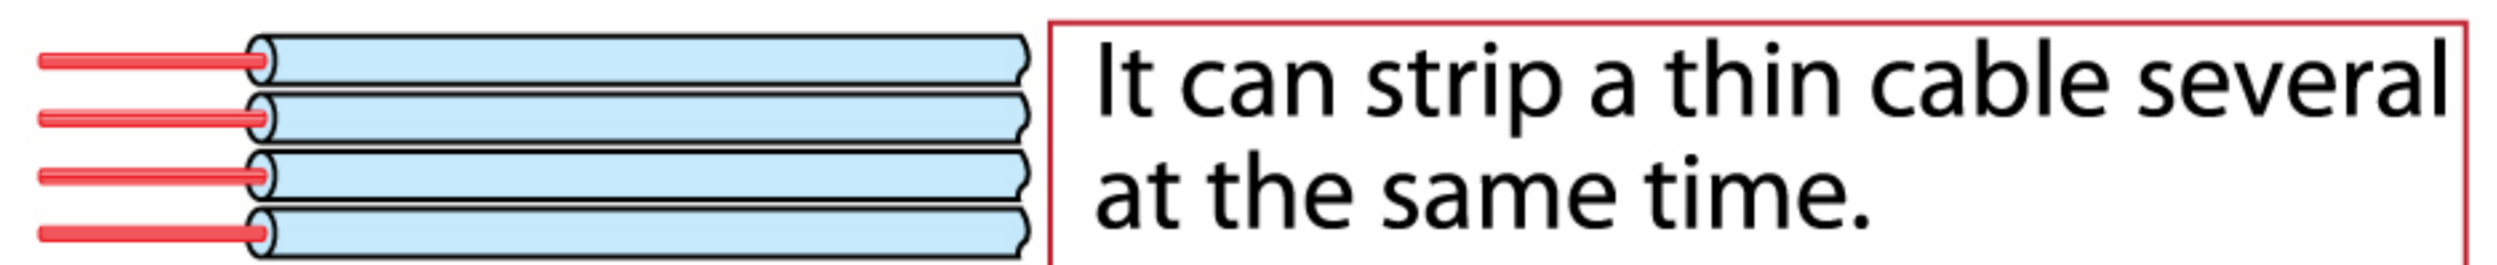 It can strip a thin cable several
at the same time.